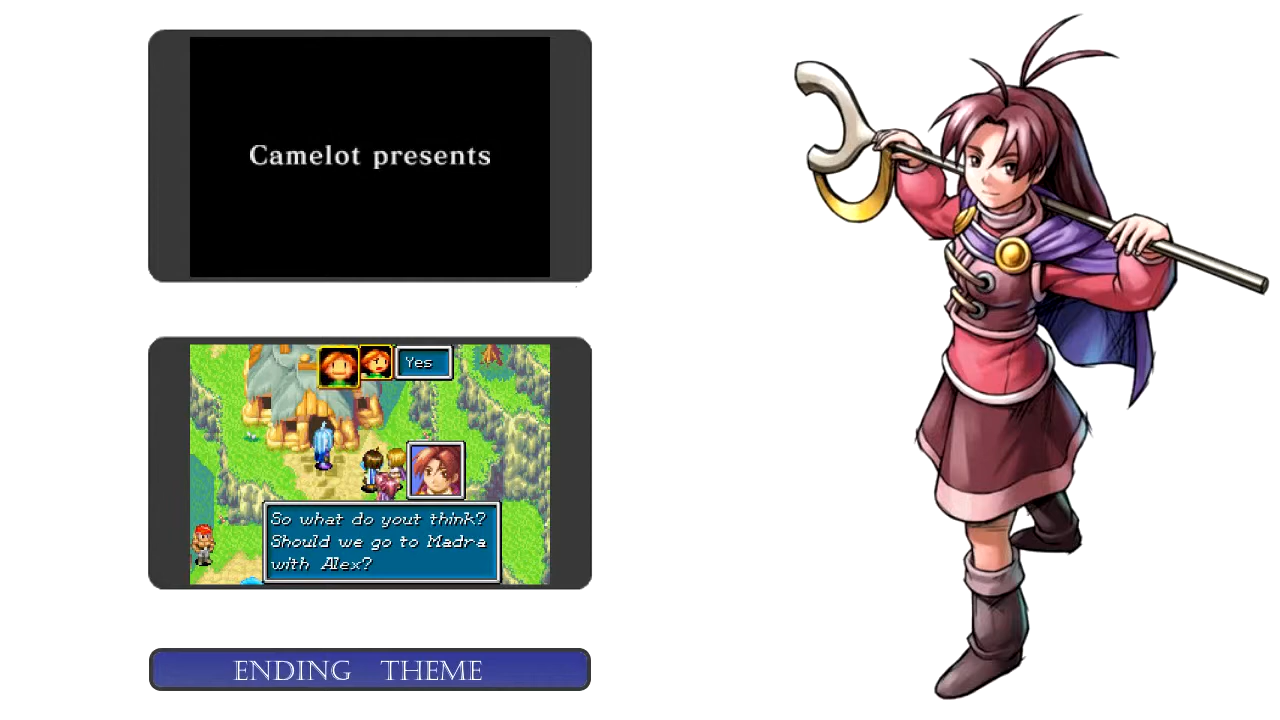 Camelot presents
Yes
So what do yout think?
Should we go to Madra
with Alex?
ENDING THEME